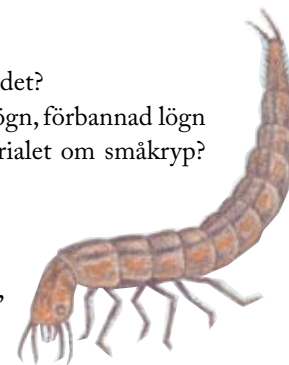 det?
ögn, förbannad lögn
rialet om småkryp?
,